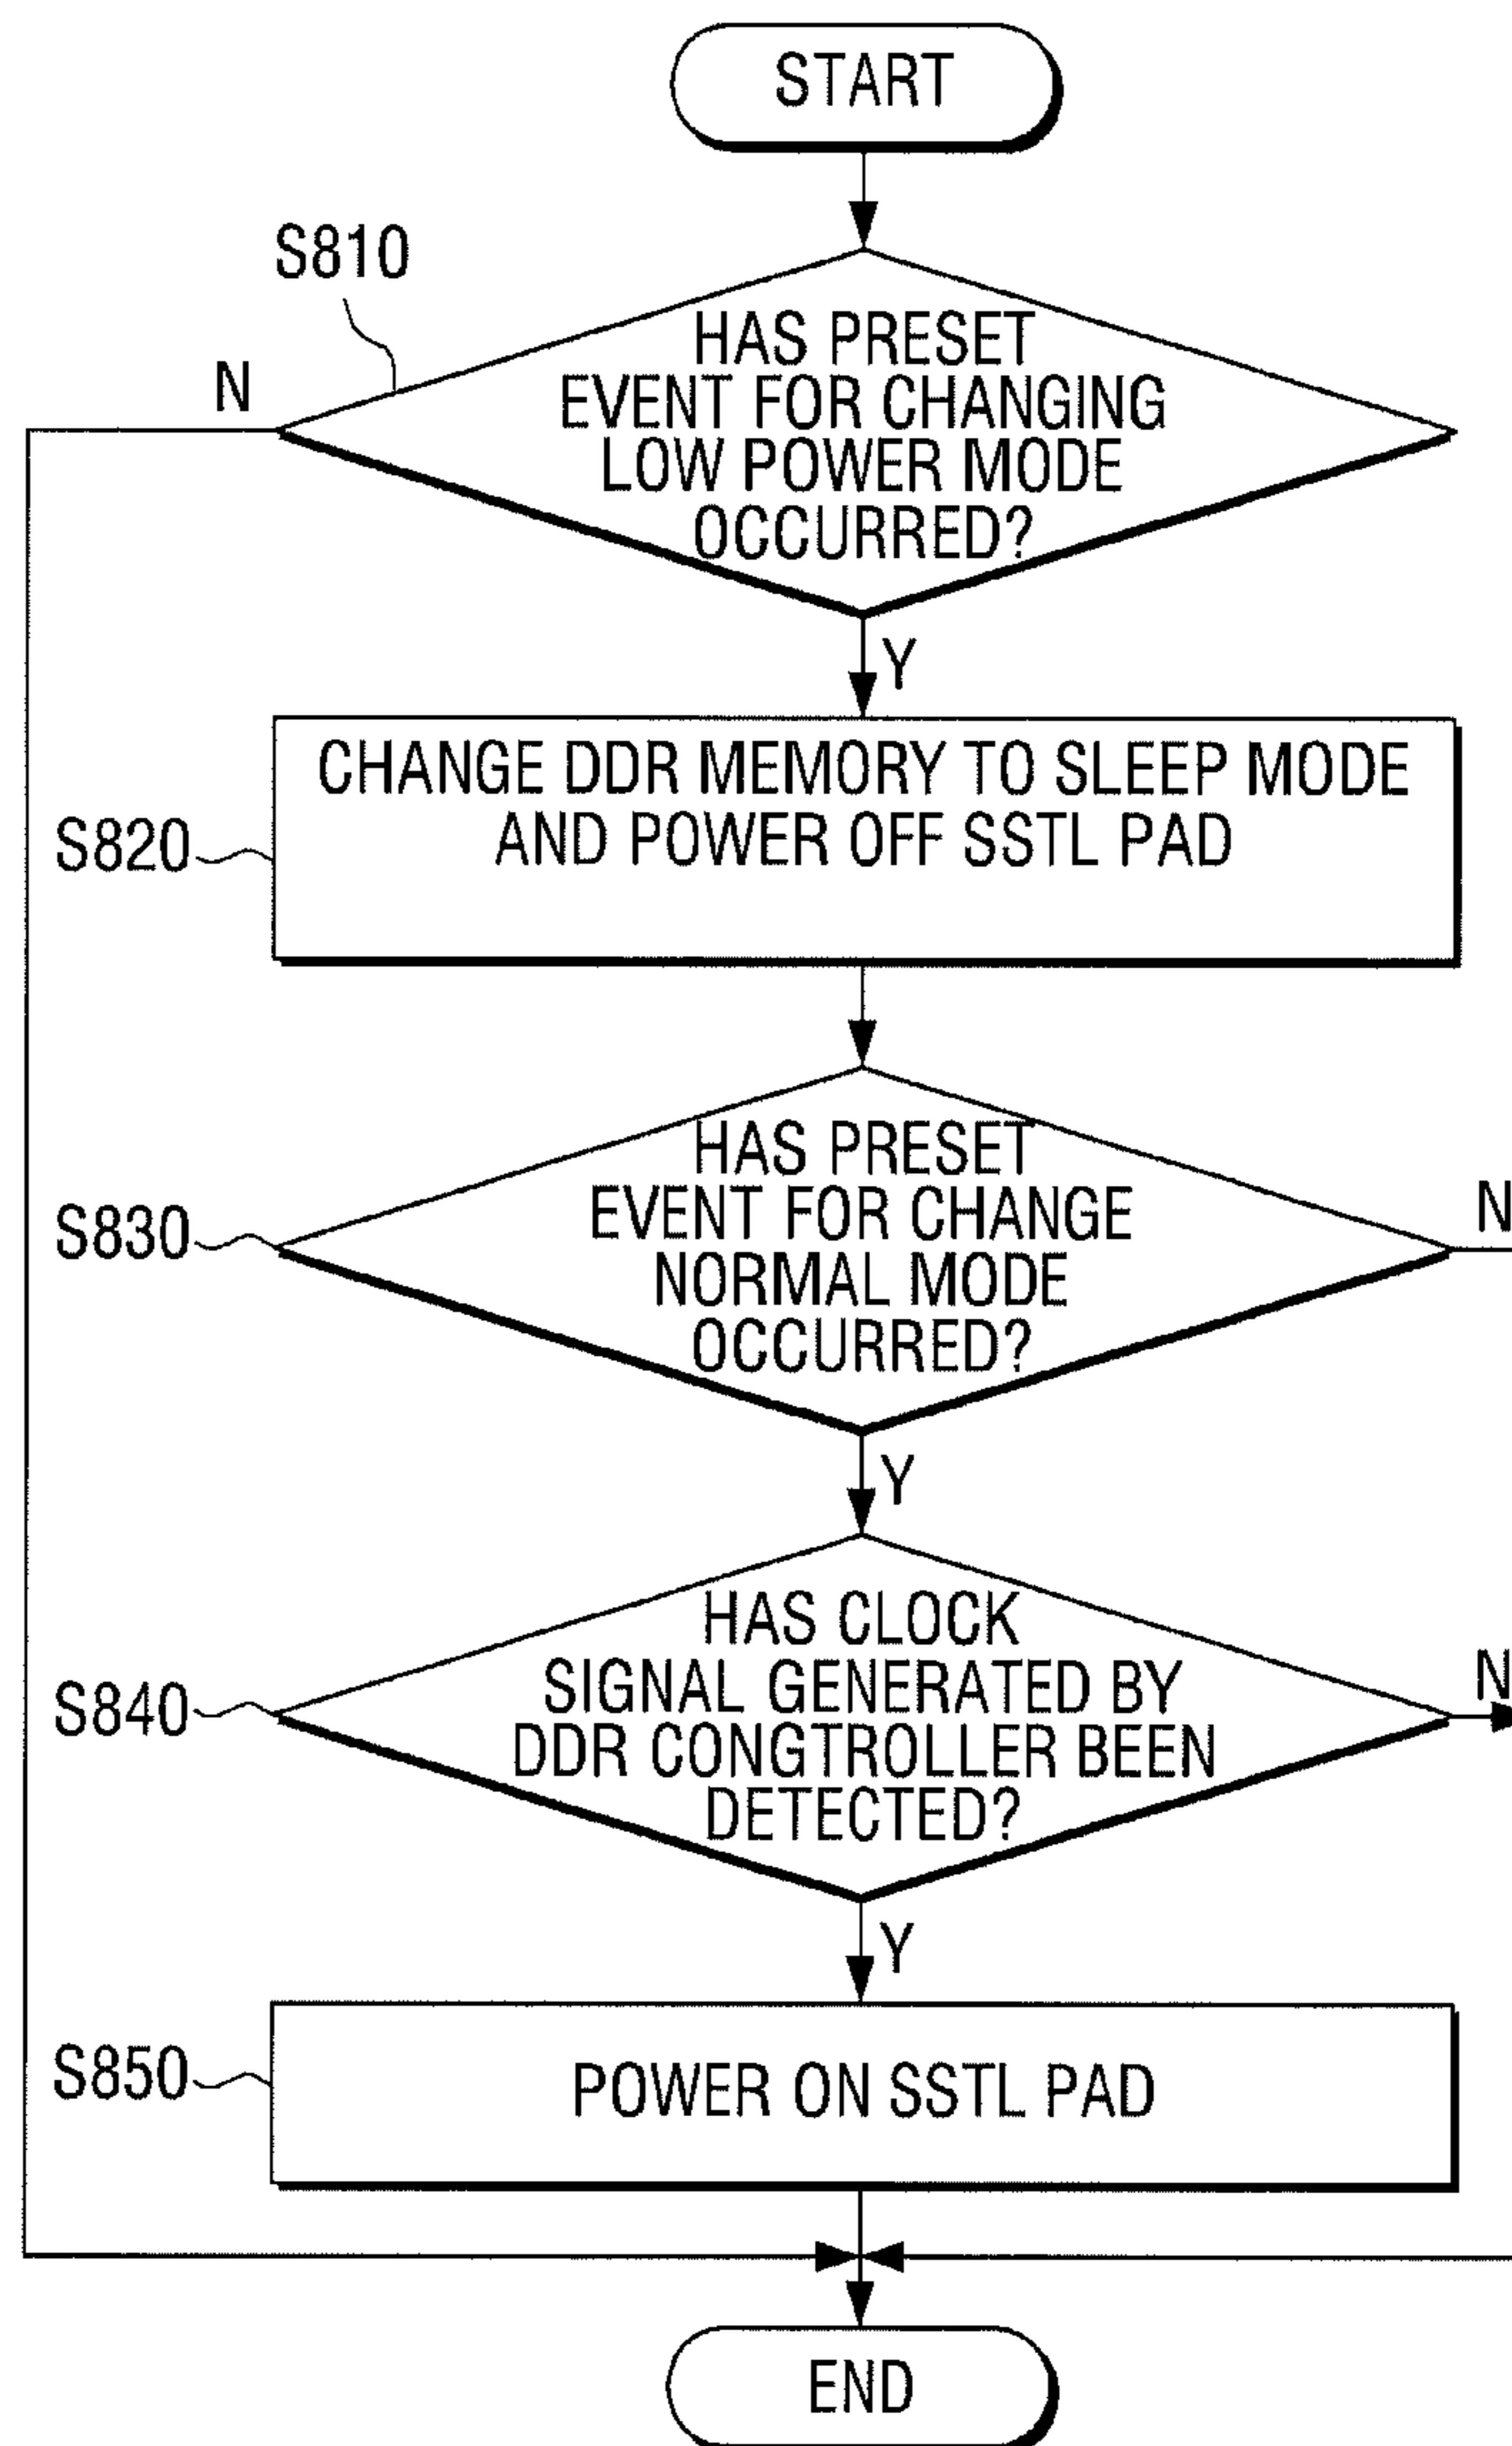 START
S810
N
HAS PRESET
EVENT FOR CHANGING
LOW POWER MODE
OCCURRED?
Y
CHANGE DDR MEMORY TO SLEEP MODE
AND POWER OFF SSTL PAD
S820
HAS PRESET
EVENT FOR CHANGE
NORMAL MODE
OCCURRED?
S830
N
Y
HAS CLOCK
SIGNAL GENERATED BY
DDR CONGTROLLER BEEN
DETECTED?
S840
N
Y
S850
POWER ON SSTL PAD
END